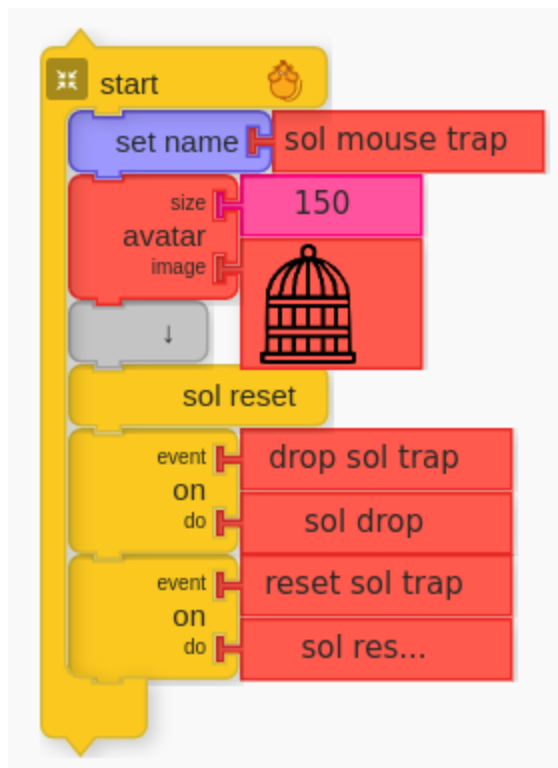 start
set name sol mouse trap
size 150
avatar
image
↓
sol reset
event drop sol trap
on
do sol drop
event reset sol trap
on
do sol res...